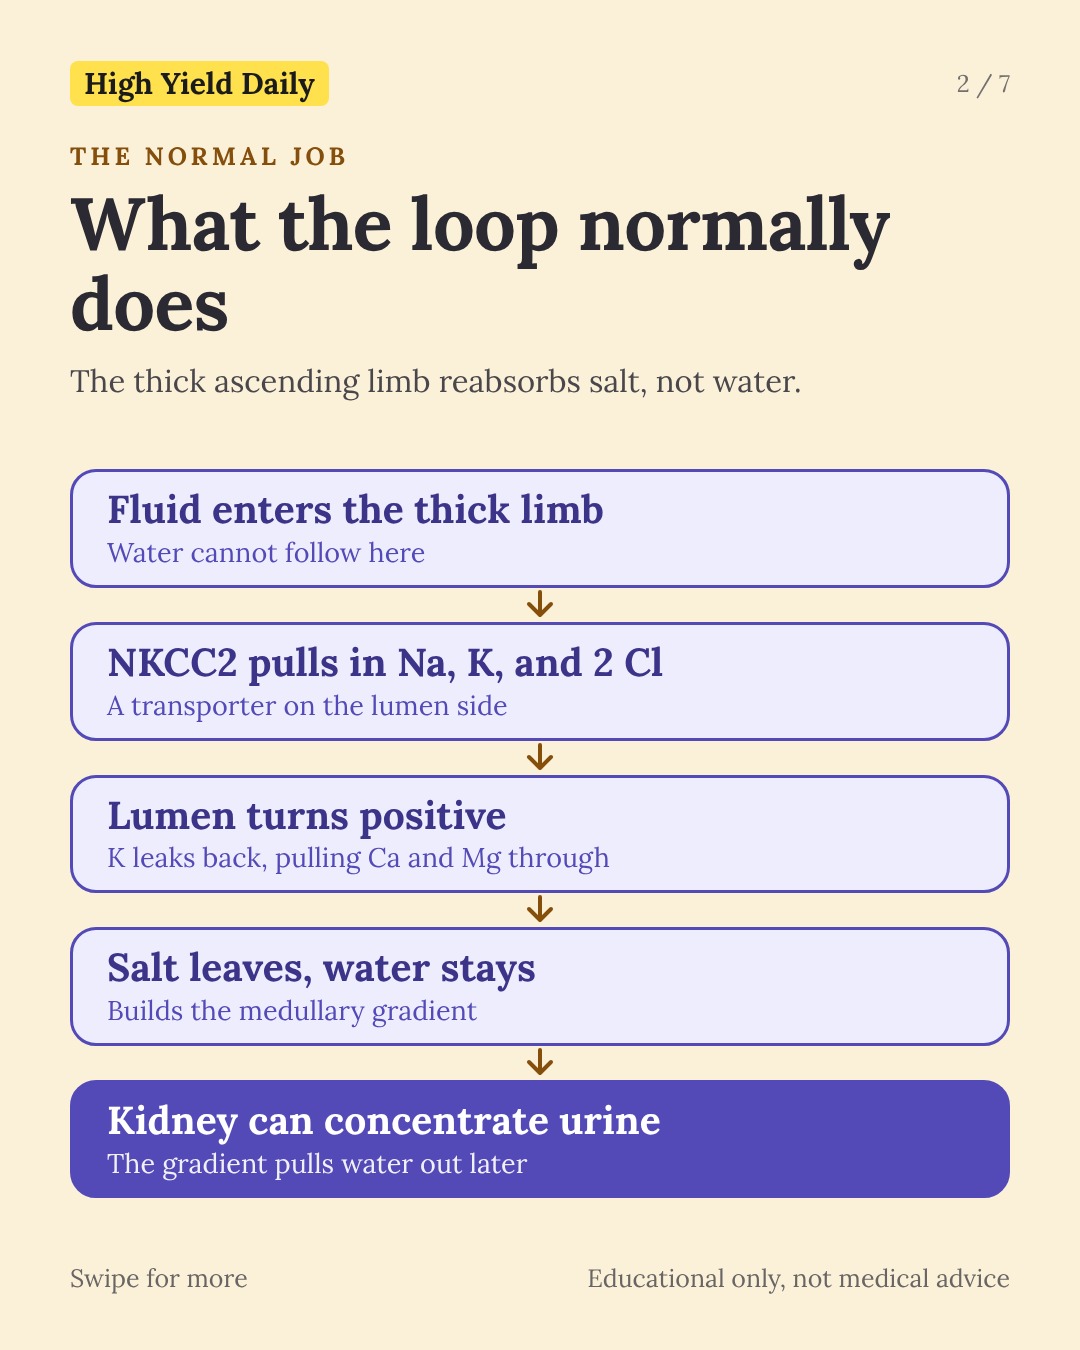 High Yield Daily
2 / 7
THE NORMAL JOB
What the loop normally
does
The thick ascending limb reabsorbs salt, not water.
Fluid enters the thick limb
Water cannot follow here
NKCC2 pulls in Na, K, and 2 Cl
A transporter on the lumen side
Lumen turns positive
K leaks back, pulling Ca and Mg through
Salt leaves, water stays
Builds the medullary gradient
Kidney can concentrate urine
The gradient pulls water out later
Swipe for more
Educational only, not medical advice